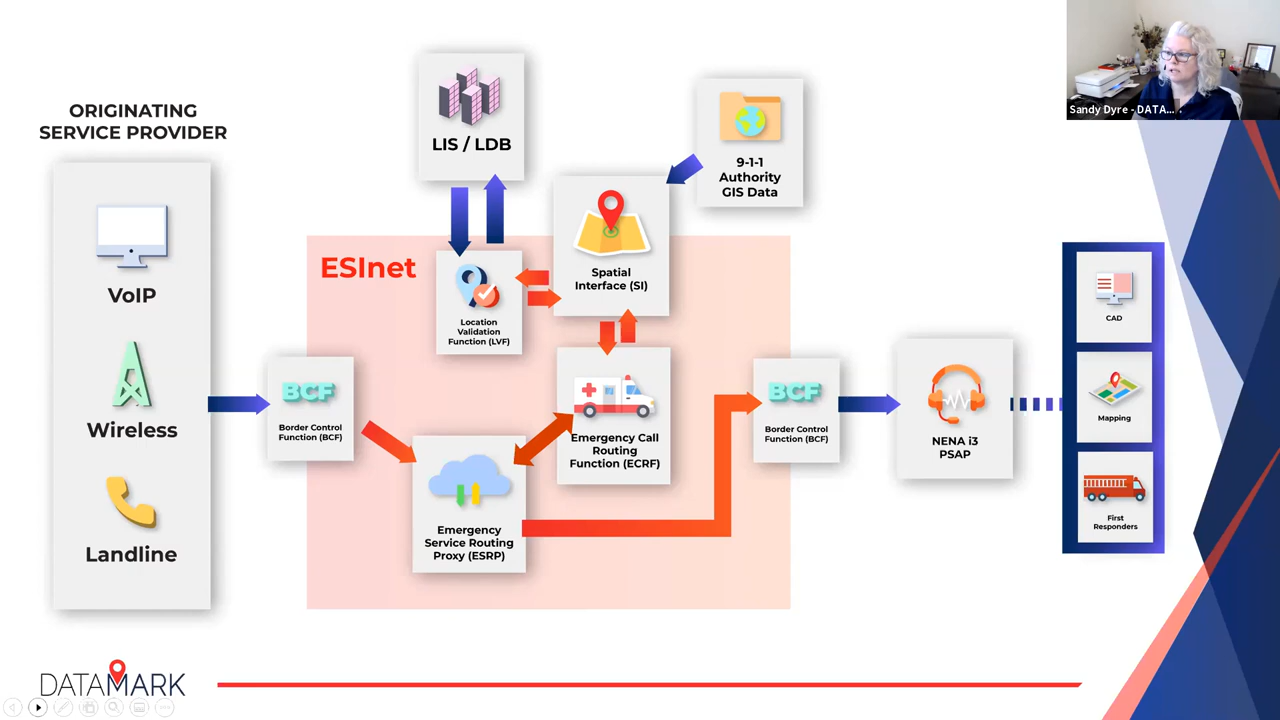 Sandy Dyre - DATA...
ORIGINATING
SERVICE PROVIDER
VoIP
Wireless
Landline
LIS / LDB
9-1-1
Authority
GIS Data
ESInet
Spatial
Interface (SI)
Location
Validation
Function (LVF)
BCF
Border Control
Function (BCF)
Emergency Call
Routing
Function (ECRF)
Emergency
Service Routing
Proxy (ESRP)
BCF
Border Control
Function (BCF)
NENA i3
PSAP
CAD
Mapping
First
Responders
DATAMARK